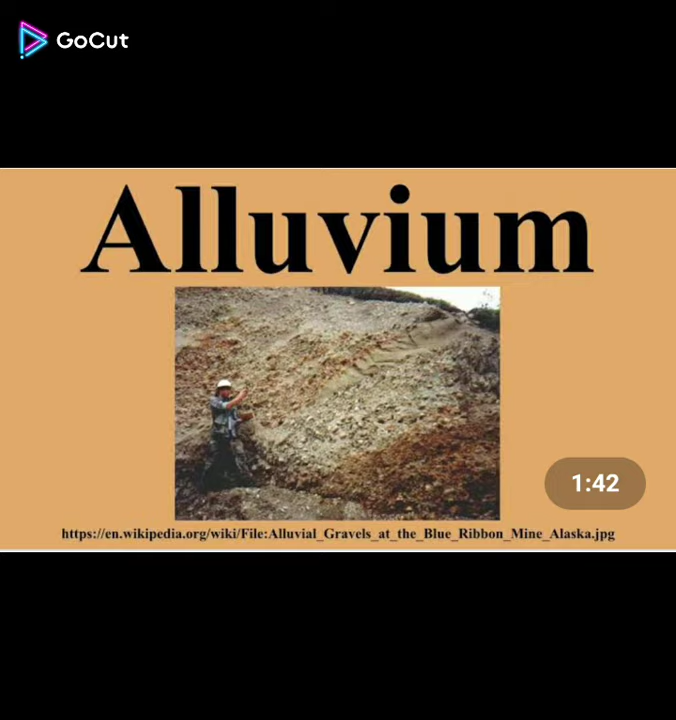 GoCut
Alluvium
1:42
https://en.wikipedia.org/wiki/File:Alluvial_Gravels_at_the_Blue_Ribbon_Mine_Alaska.jpg